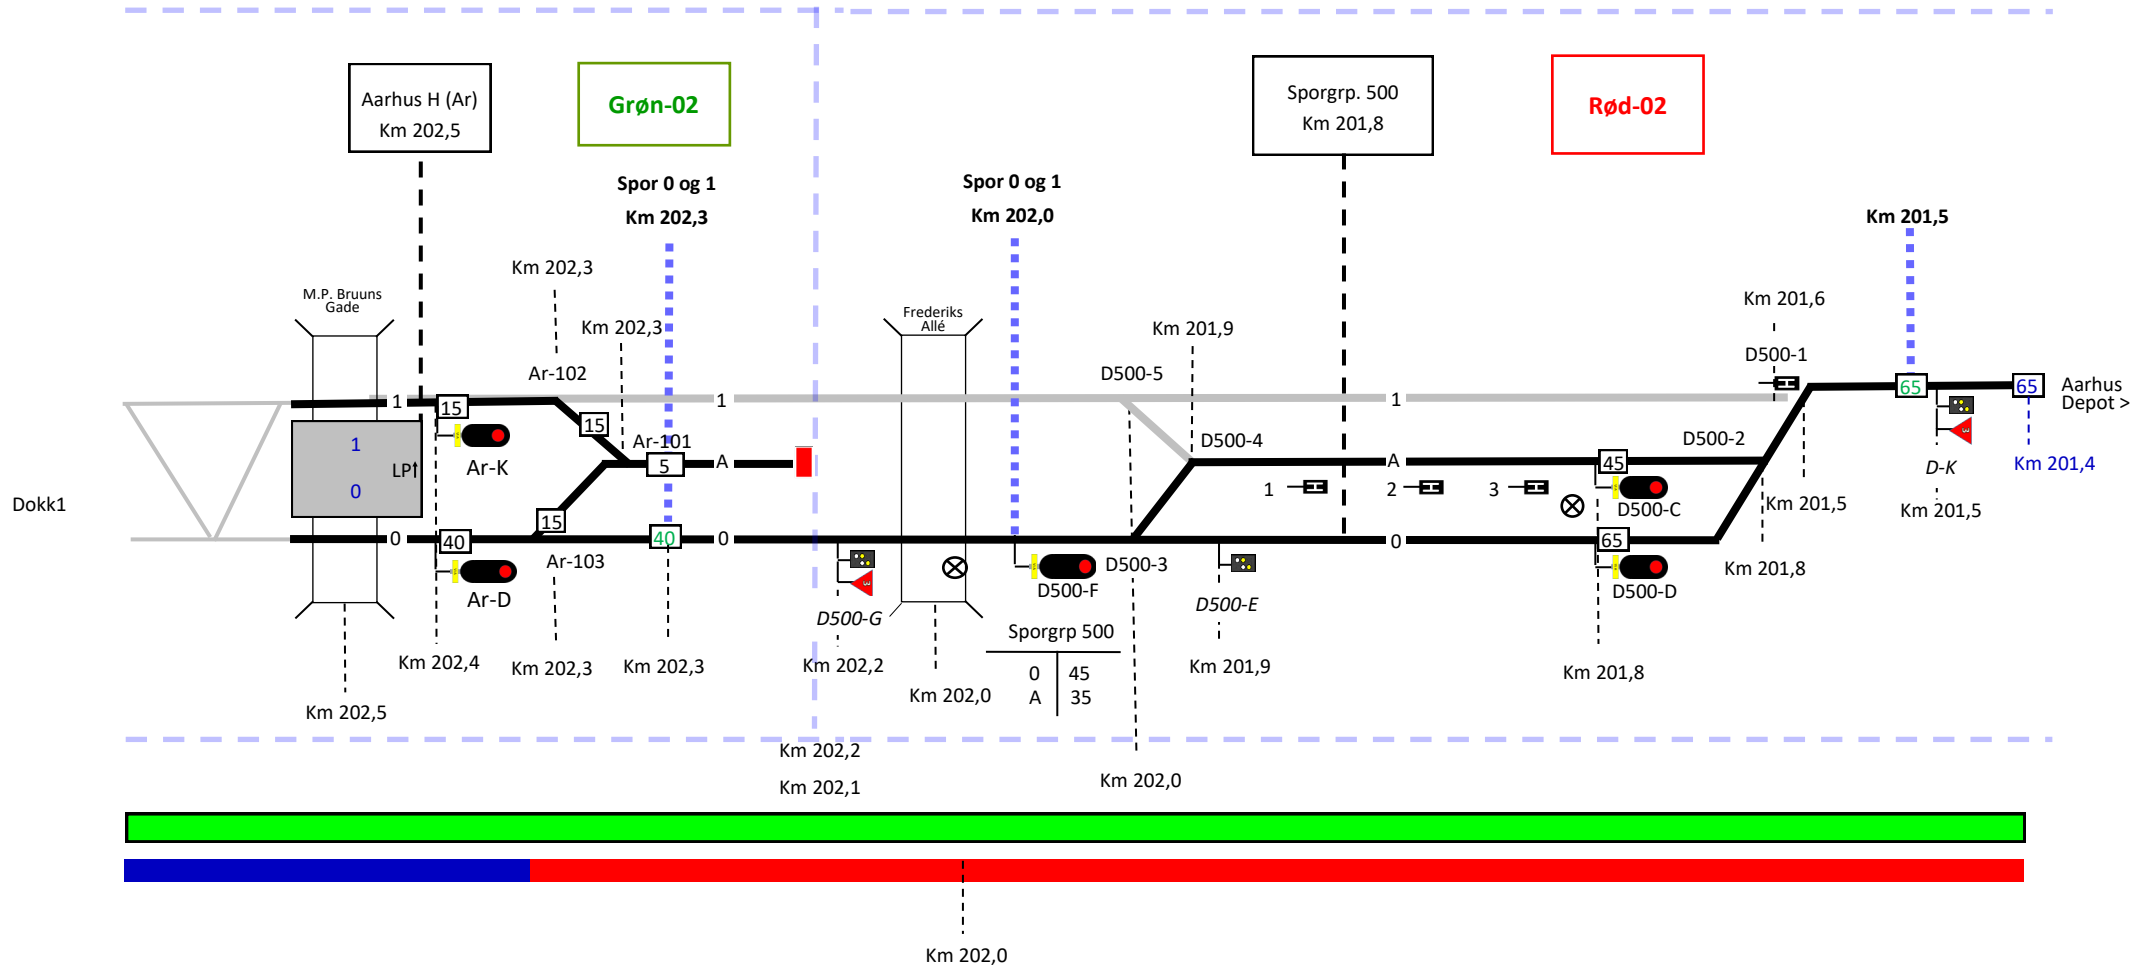 Aarhus H (Ar)
Km 202,5
Grøn-02
Sporgrp. 500
Km 201,8
Rød-02
Spor 0 og 1
Km 202,3
Spor 0 og 1
Km 202,0
Km 201,5
Km 202,3
M.P. Bruuns
Gade
Km 202,3
Frederiks
Allé
Km 201,9
Km 201,6
D500-1
Ar-102
D500-5
65
65
Aarhus
Depot >
1
15
1
1
15
Ar-101
D500-4
D500-2
1
LP
Ar-K
5
A
A
45
3
D-K
Km 201,4
0
1
2
3
D500-C
Km 201,5
Km 201,5
Dokk1
15
0
40
40
0
0
65
Ar-103
D500-3
Km 201,8
3
Ar-D
D500-G
D500-F
D500-E
D500-D
Sporgrp 500
Km 202,4
Km 202,3
Km 202,3
Km 202,2
Km 201,9
Km 201,8
0 45
A 35
Km 202,0
Km 202,5
Km 202,2
Km 202,1
Km 202,0
Km 202,0